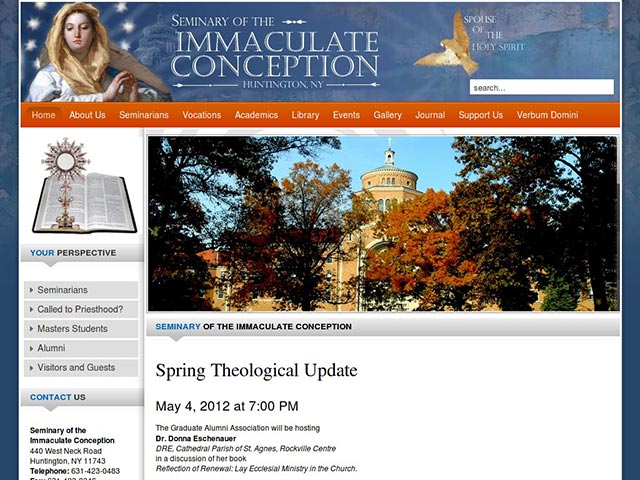 SEMINARY OF THE
IMMACULATE
CONCEPTION
HUNTINGTON, NY
SPOUSE
OF
THE
HOLY SPIRIT
search...
Home About Us Seminarians Vocations Academics Library Events Gallery Journal Support Us Verbum Domini
YOUR PERSPECTIVE
Seminarians
Called to Priesthood?
Masters Students
Alumni
Visitors and Guests
CONTACT US
Seminary of the
Immaculate Conception
440 West Neck Road
Huntington, NY 11743
Telephone: 631-423-0483
SEMINARY OF THE IMMACULATE CONCEPTION
Spring Theological Update
May 4, 2012 at 7:00 PM
The Graduate Alumni Association will be hosting
Dr. Donna Eschenauer
DRE, Cathedral Parish of St. Agnes, Rockville Centre
in a discussion of her book
Reflection of Renewal: Lay Ecclesial Ministry in the Church.